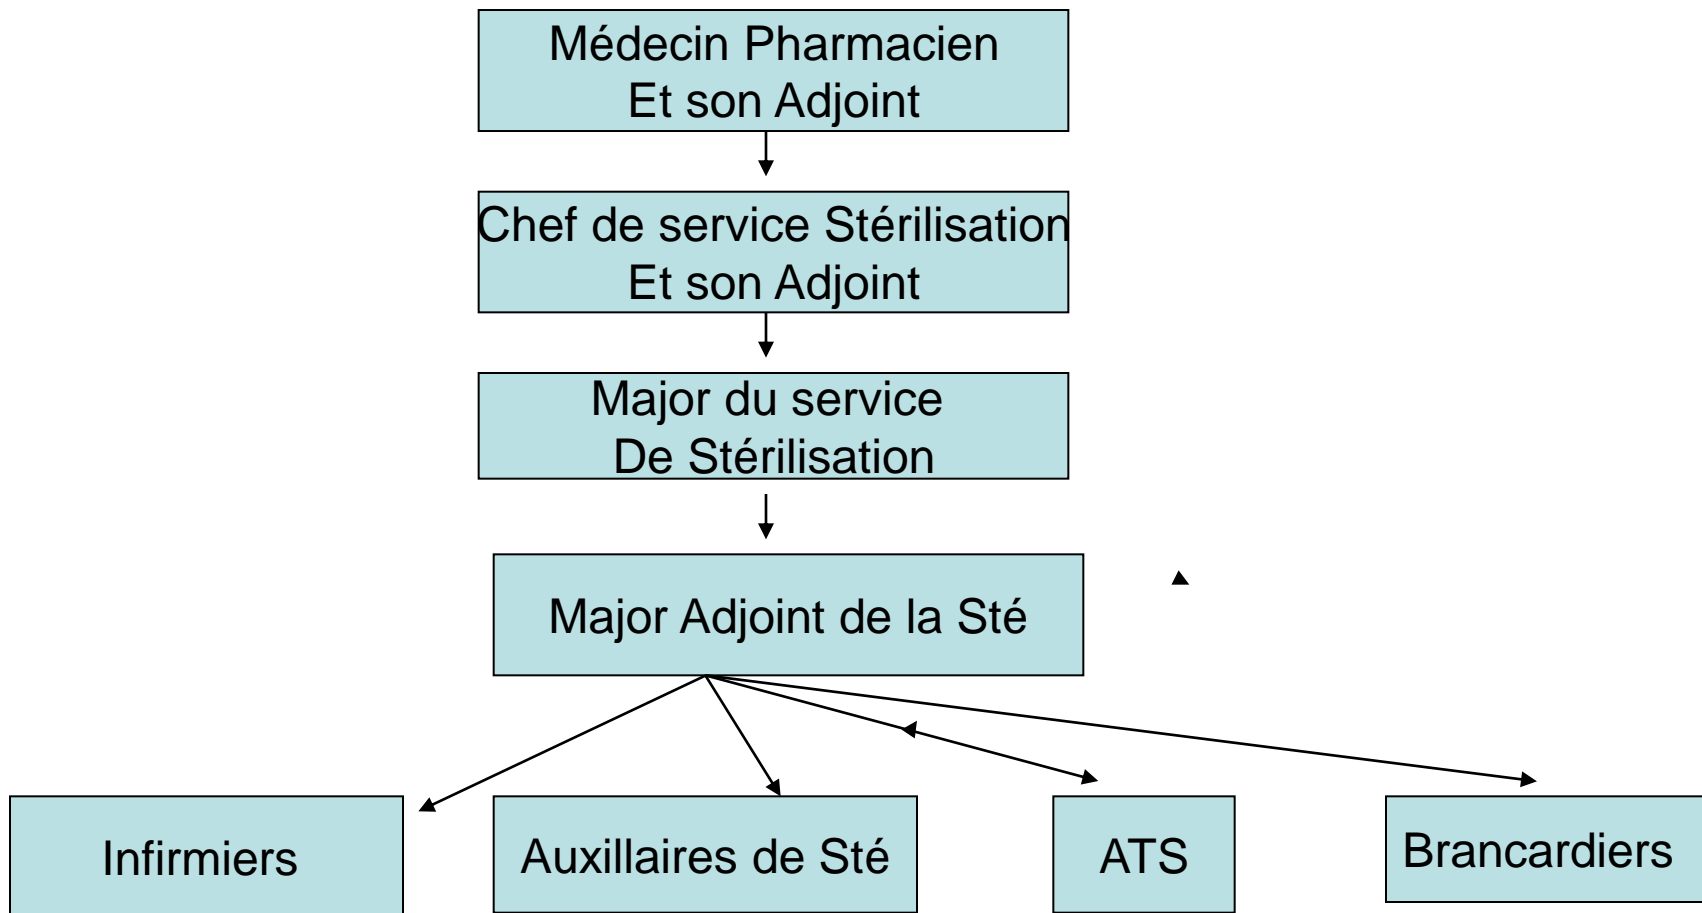 Médecin Pharmacien
Et son Adjoint
Chef de service Stérilisation
Et son Adjoint
Major du service
De Stérilisation
Major Adjoint de la Sté
Infirmiers
Auxillaires de Sté
ATS
Brancardiers